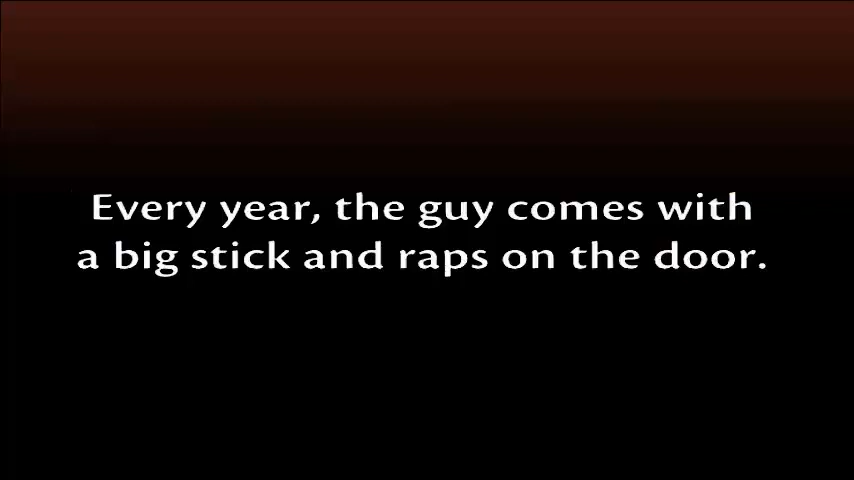 Every year, the guy comes with
a big stick and raps on the door.